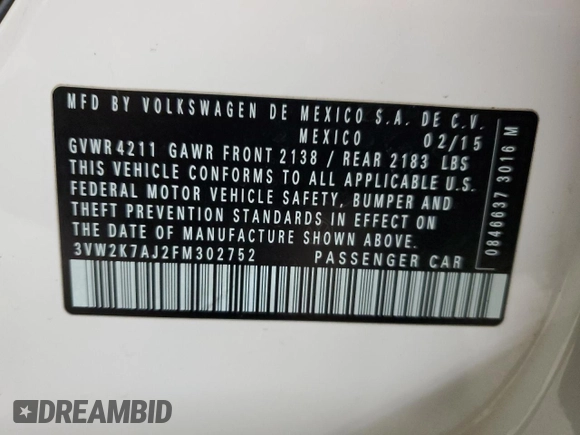 MFD BY VOLKSWAGEN DE MEXICO S.A. DE C.V.
MEXICO 02/15
GVWR 4211 GAWR FRONT 2138 / REAR 2183 LBS
THIS VEHICLE CONFORMS TO ALL APPLICABLE U.S.
FEDERAL MOTOR VEHICLE SAFETY, BUMPER AND
THEFT PREVENTION STANDARDS IN EFFECT ON
THE DATE OF MANUFACTURE SHOWN ABOVE.
3VW2K7AJ2FM302752 PASSENGER CAR
0846637 3016 M
DREAMBID